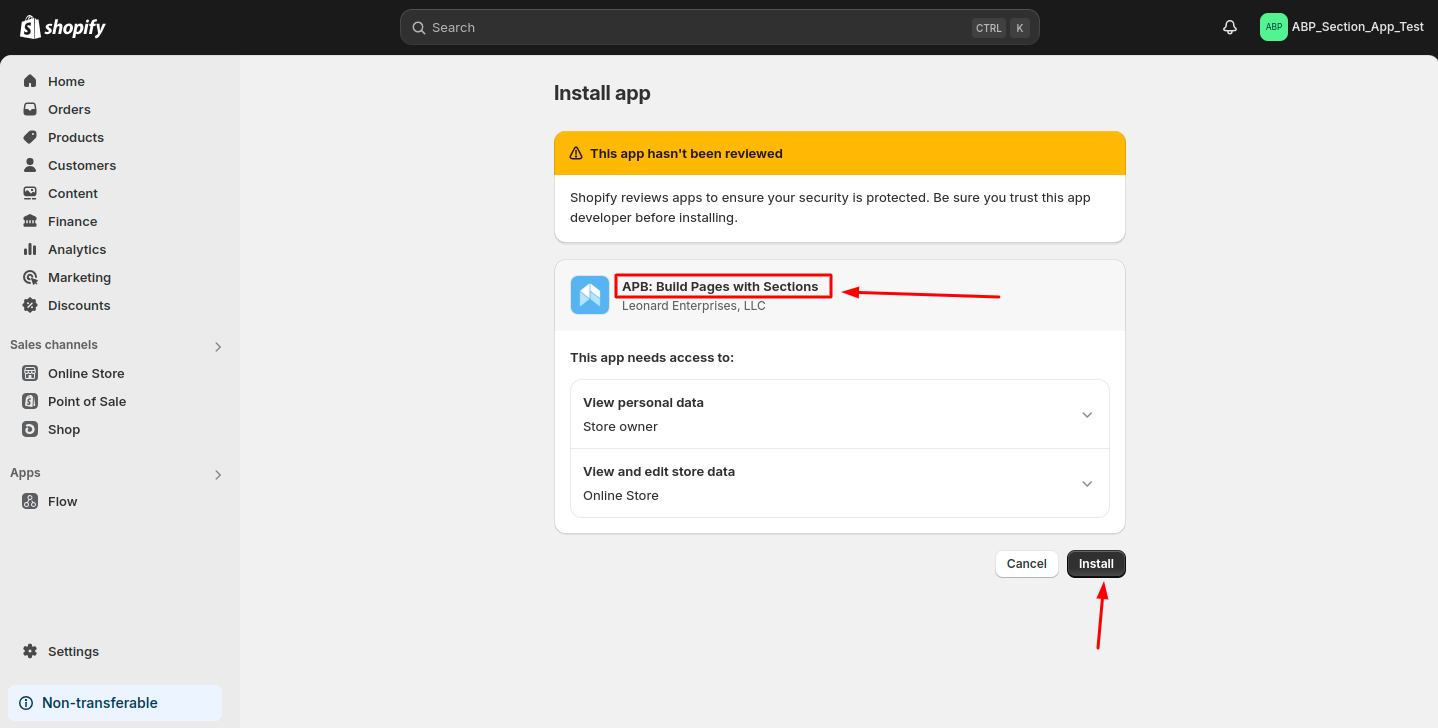 shopify
Search
CTRL K
ABP
ABP_Section_App_Test
Home
Orders
Products
Customers
Content
Finance
Analytics
Marketing
Discounts
Sales channels
Online Store
Point of Sale
Shop
Apps
Flow
Settings
Non-transferable
Install app
This app hasn't been reviewed
Shopify reviews apps to ensure your security is protected. Be sure you trust this app
developer before installing.
APB: Build Pages with Sections
Leonard Enterprises, LLC
This app needs access to:
View personal data
Store owner
View and edit store data
Online Store
Cancel
Install